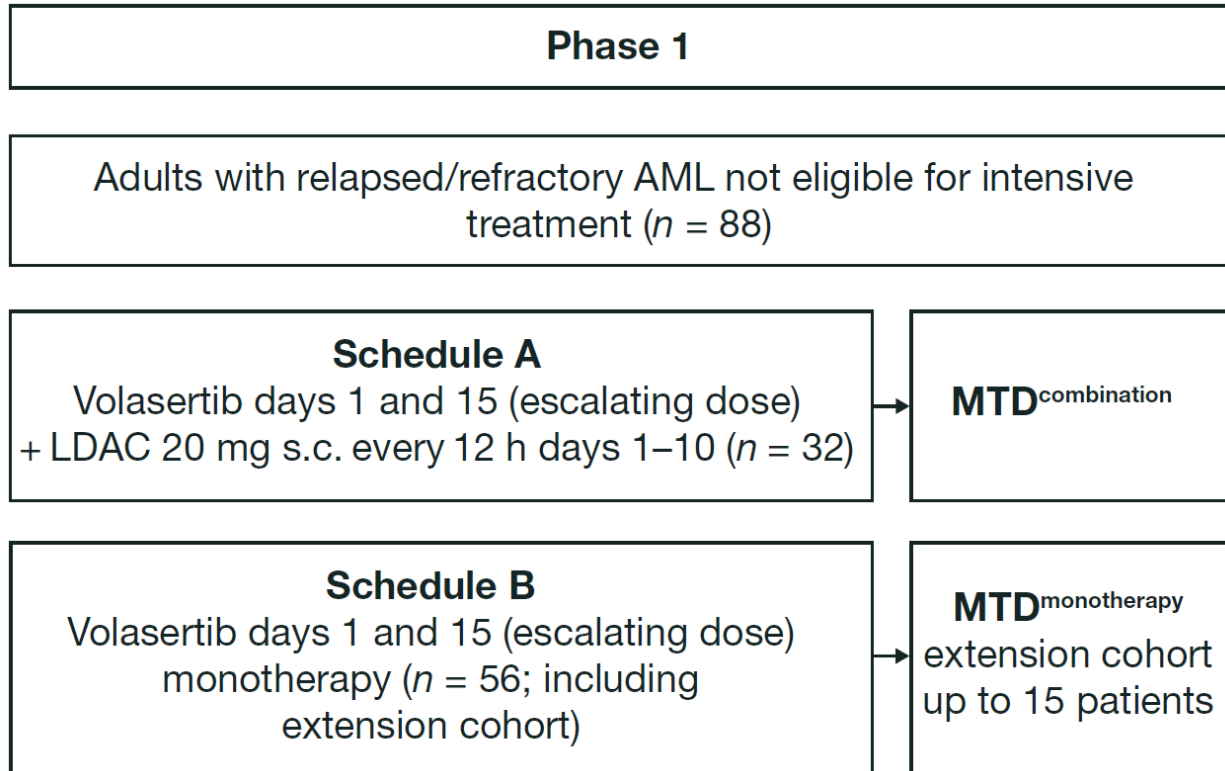 Phase 1
Adults with relapsed/refractory AML not eligible for intensive
treatment (n = 88)
Schedule A
Volasertib days 1 and 15 (escalating dose)
+ LDAC 20 mg s.c. every 12 h days 1–10 (n = 32)
MTDcombination
Schedule B
Volasertib days 1 and 15 (escalating dose)
monotherapy (n = 56; including
extension cohort)
MTDmonotherapy
extension cohort
up to 15 patients